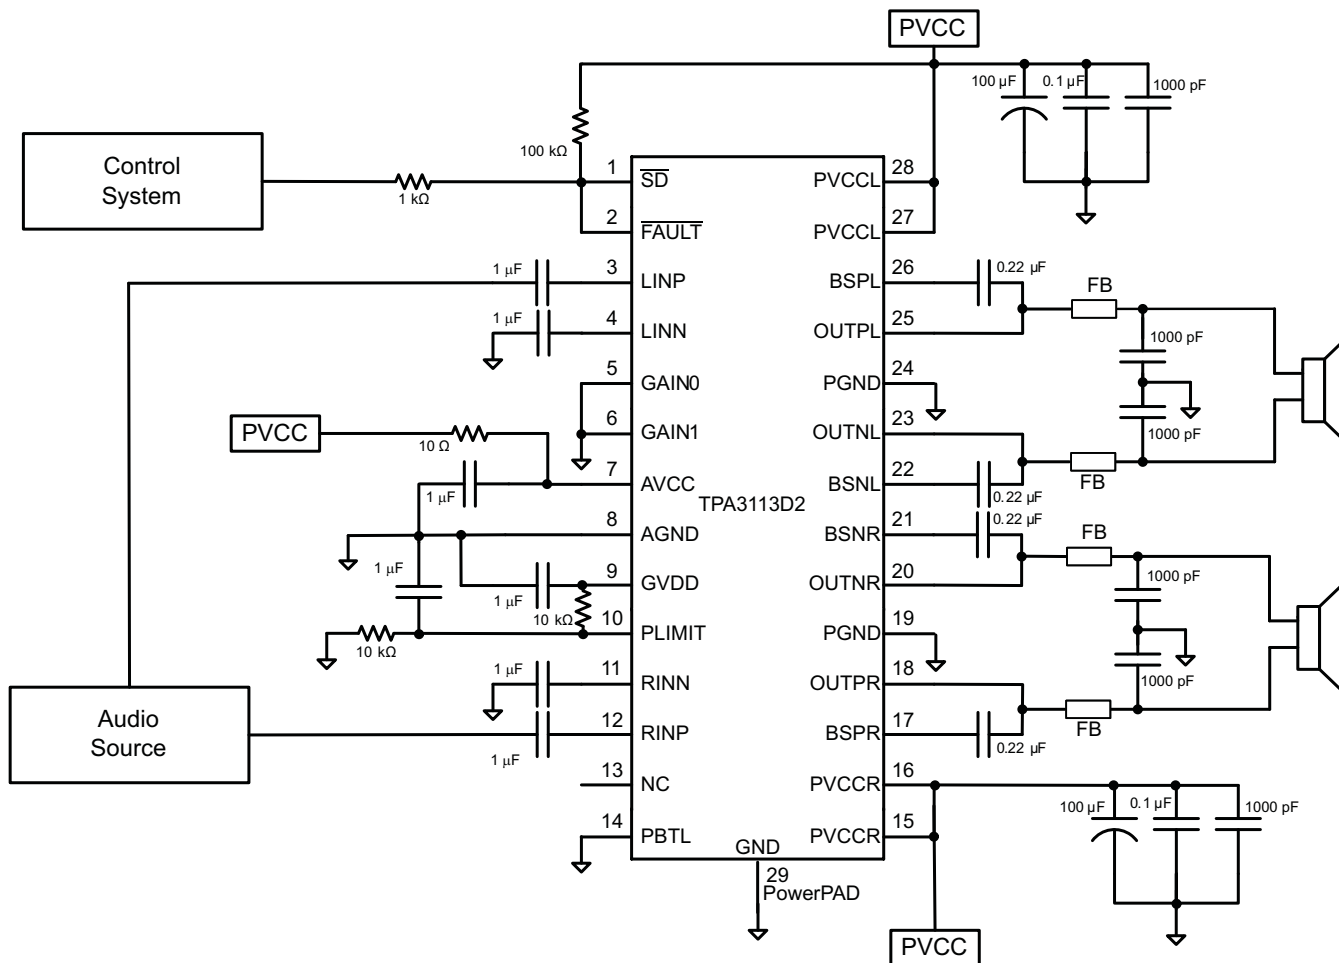 PVCC
100 µF
0.1 µF
1000 pF
100 kΩ
Control
System
1 kΩ
1
SD
28
PVCCL
2
FAULT
27
PVCCL
1 µF
3
LINP
26
BSPL
0.22 µF
FB
1 µF
4
LINN
25
OUTPL
1000 pF
5
GAIN0
24
PGND
PVCC
10 Ω
6
GAIN1
23
OUTNL
1000 pF
1 µF
7
AVCC
22
BSNL
0.22 µF
FB
TPA3113D2
8
AGND
21
BSNR
0.22 µF
FB
1 µF
1 µF
9
GVDD
20
OUTNR
1000 pF
10 kΩ
10 kΩ
10
PLIMIT
19
PGND
1 µF
11
RINN
18
OUTPR
1000 pF
Audio
Source
1 µF
12
RINP
17
BSPR
0.22 µF
FB
13
NC
16
PVCCR
100 µF
0.1 µF
1000 pF
14
PBTL
15
PVCCR
GND
29
PowerPAD
PVCC